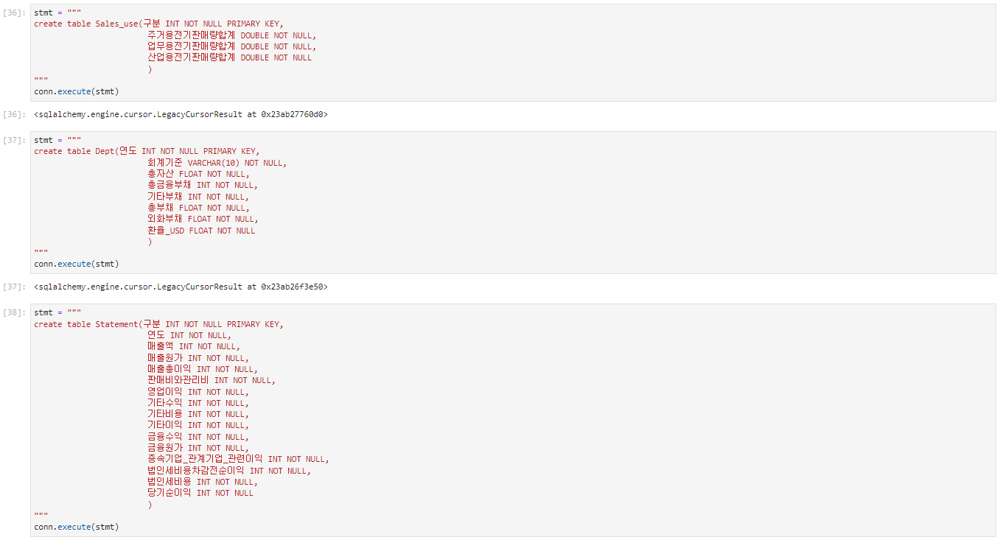 [36]: stmt = """
create table Sales_use(구분 INT NOT NULL PRIMARY KEY,
주거용전기판매량합계 DOUBLE NOT NULL,
업무용전기판매량합계 DOUBLE NOT NULL,
산업용전기판매량합계 DOUBLE NOT NULL
)
"""
conn.execute(stmt)
[36]: <sqlalchemy.engine.cursor.LegacyCursorResult at 0x23ab27760d0>
[37]: stmt = """
create table Dept(연도 INT NOT NULL PRIMARY KEY,
회계기준 VARCHAR(10) NOT NULL,
총자산 FLOAT NOT NULL,
총금융부채 INT NOT NULL,
기타부채 INT NOT NULL,
총부채 FLOAT NOT NULL,
외화부채 FLOAT NOT NULL,
환율_USD FLOAT NOT NULL
)
"""
conn.execute(stmt)
[37]: <sqlalchemy.engine.cursor.LegacyCursorResult at 0x23ab26f3e50>
[38]: stmt = """
create table Statement(구분 INT NOT NULL PRIMARY KEY,
연도 INT NOT NULL,
매출액 INT NOT NULL,
매출원가 INT NOT NULL,
매출총이익 INT NOT NULL,
판매비와관리비 INT NOT NULL,
영업이익 INT NOT NULL,
기타수익 INT NOT NULL,
기타비용 INT NOT NULL,
기타이익 INT NOT NULL,
금융수익 INT NOT NULL,
금융원가 INT NOT NULL,
종속기업_관계기업_관련이익 INT NOT NULL,
법인세비용차감전순이익 INT NOT NULL,
법인세비용 INT NOT NULL,
당기순이익 INT NOT NULL
)
"""
conn.execute(stmt)